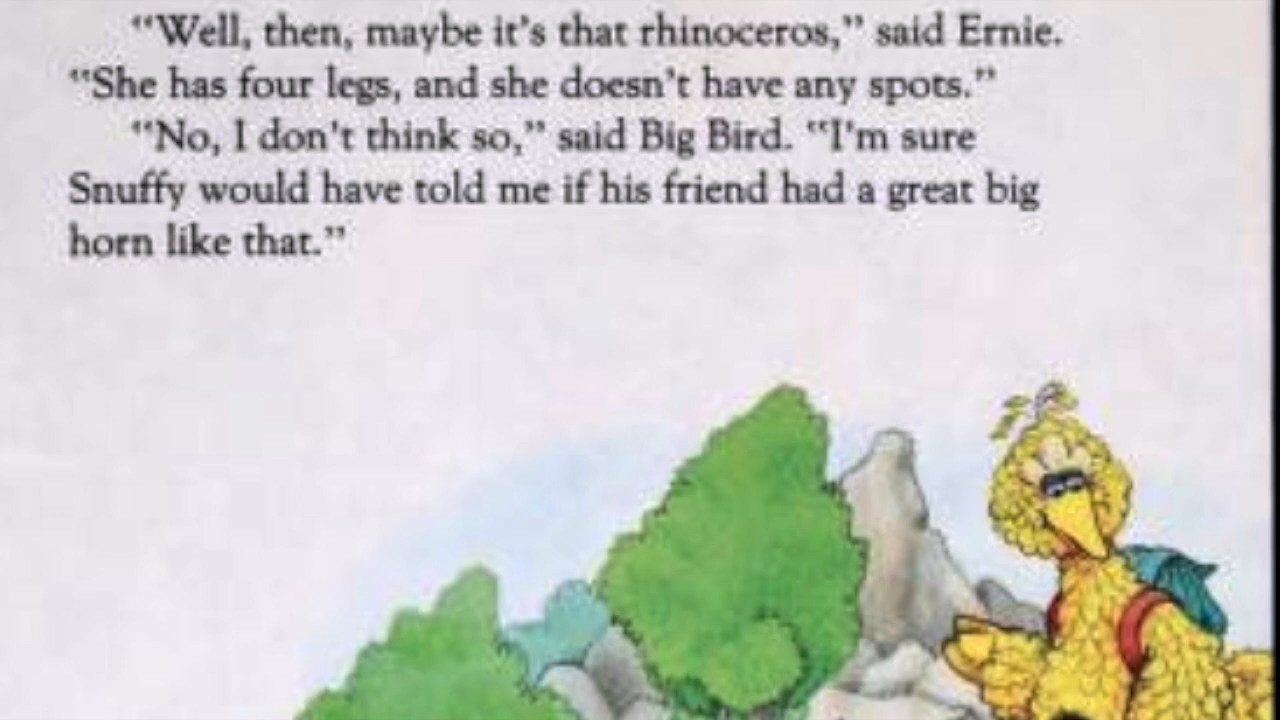 “Well, then, maybe it's that rhinoceros,” said Ernie.
“She has four legs, and she doesn't have any spots.”
“No, I don't think so,” said Big Bird. “I'm sure
Snuffy would have told me if his friend had a great big
horn like that.”